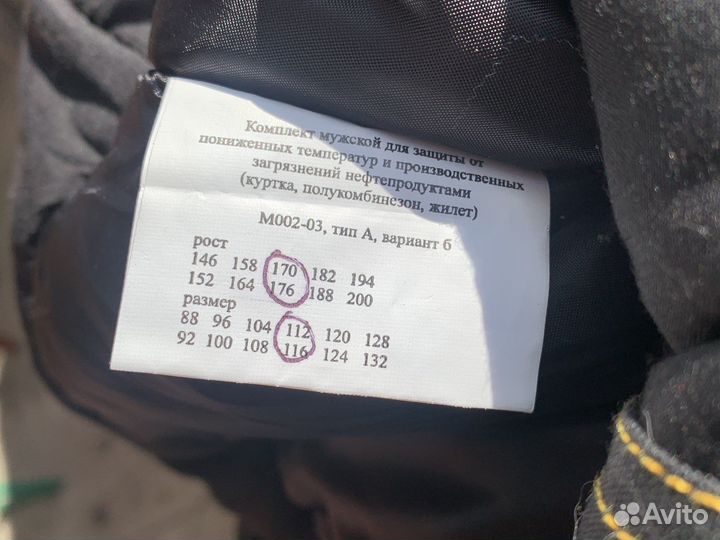 Комплект мужской для защиты от
пониженных температур и производственных
загрязнений нефтепродуктами
(куртка, полукомбинезон, жилет)
М002-03, тип А, вариант б
рост
146 158 170 182 194
152 164 176 188 200
размер
88 96 104 112 120 128
92 100 108 116 124 132
Avito